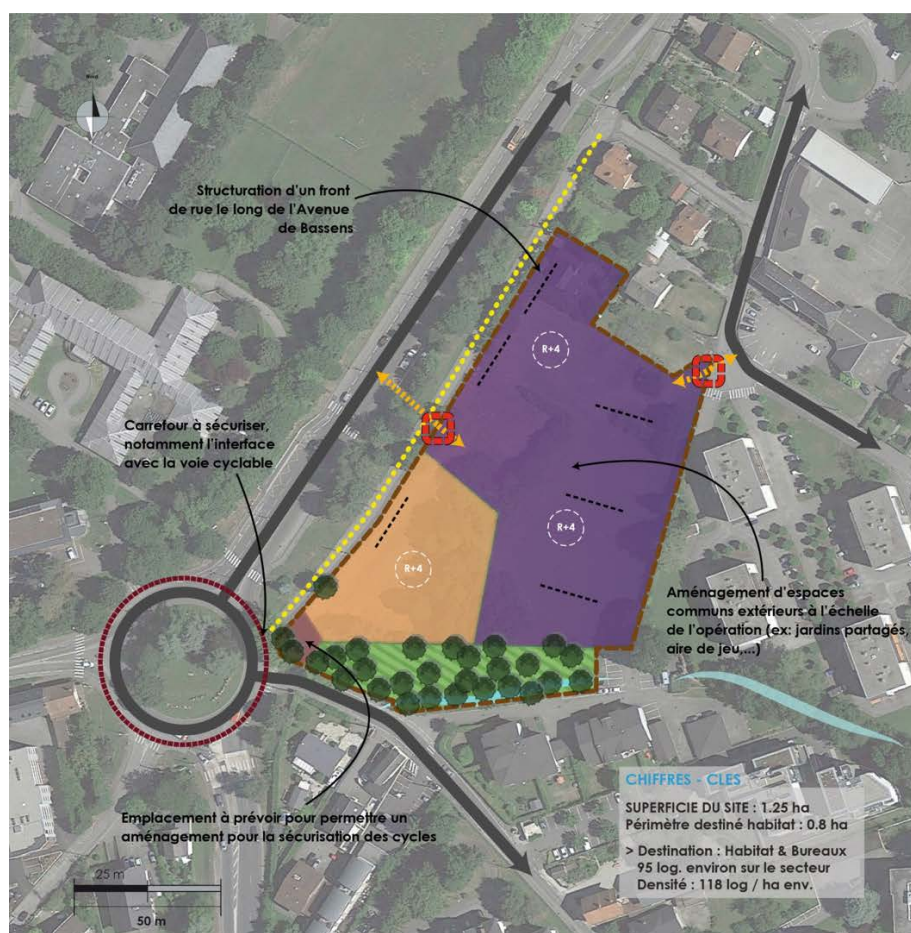 Nord
Structuration d'un front
de rue le long de l'Avenue
de Bassens
R+4
Carrefour à sécuriser,
notamment l'interface
avec la voie cyclable
R+4
R+4
Aménagement d'espaces
communs extérieurs à l'échelle
de l'opération (ex: jardins partagés,
aire de jeu,...)
Emplacement à prévoir pour permettre un
aménagement pour la sécurisation des cycles
CHIFFRES - CLES
SUPERFICIE DU SITE : 1.25 ha
Périmètre destiné habitat : 0.8 ha
> Destination : Habitat & Bureaux
95 log. environ sur le secteur
Densité : 118 log / ha env.
25 m
50 m